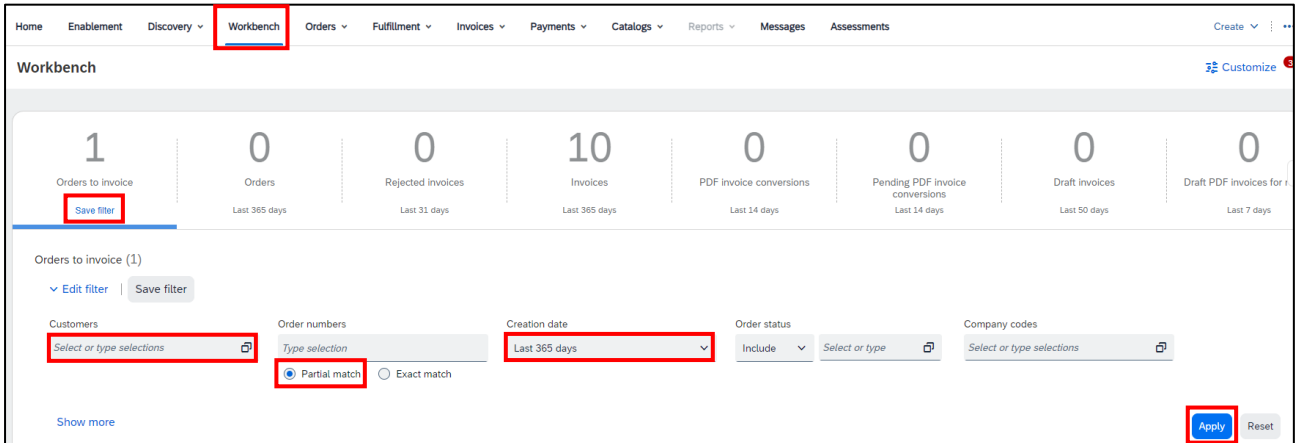 Home Enablement Discovery Workbench Orders Fulfillment Invoices Payments Catalogs Reports Messages Assessments Create
Workbench Customize 3
1 0 0 10 0 0 0 0
Orders to invoice Orders Rejected invoices Invoices PDF invoice conversions Pending PDF invoice conversions Draft invoices Draft PDF invoices for
Save filter Last 365 days Last 31 days Last 365 days Last 14 days Last 14 days Last 50 days Last 7 days
Orders to invoice (1)
Edit filter | Save filter
Customers Order numbers Creation date Order status Company codes
Select or type selections Type selection Last 365 days Include Select or type Select or type selections
Partial match Exact match
Show more Apply Reset